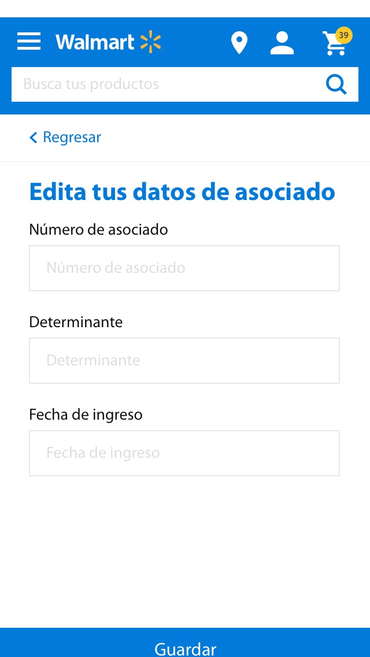 Walmart
39
Busca tus productos
Regresar
Edita tus datos de asociado
Número de asociado
Número de asociado
Determinante
Determinante
Fecha de ingreso
Fecha de ingreso
Guardar